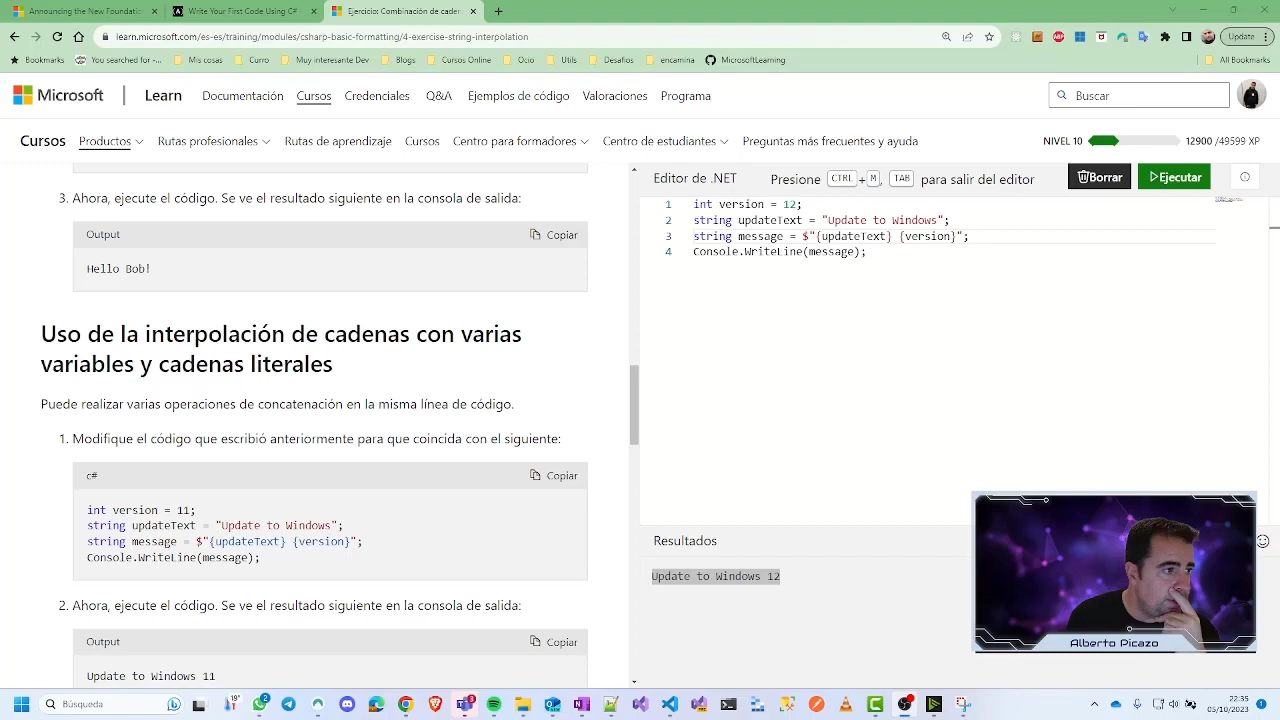 Announcing the New Foundatio
Write Your First Code Using C#
Ejercicio: Combinación de cader
learn.microsoft.com/es-es/training/modules/csharp-basic-formatting/4-exercise-string-interpolation
Update
Bookmarks
You searched for -...
Mis cosas
Curro
Muy interesante Dev
Blogs
Cursos Online
Ocio
Utils
Desafios
encamina
MicrosoftLearning
All Bookmarks
Microsoft
Learn
Documentación
Cursos
Credenciales
Q&A
Ejemplos de código
Valoraciones
Programa
Buscar
Cursos
Productos
Rutas profesionales
Rutas de aprendizaje
Cursos
Centro para formadores
Centro de estudiantes
Preguntas más frecuentes y ayuda
NIVEL 10
12900 /49599 XP
3. Ahora, ejecute el código. Se ve el resultado siguiente en la consola de salida:
Output
Copiar
Hello Bob!
Uso de la interpolación de cadenas con varias
variables y cadenas literales
Puede realizar varias operaciones de concatenación en la misma línea de código.
1. Modifique el código que escribió anteriormente para que coincida con el siguiente:
c#
Copiar
int version = 11;
string updateText = "Update to Windows";
string message = $"{updateText} {version}";
Console.WriteLine(message);
2. Ahora, ejecute el código. Se ve el resultado siguiente en la consola de salida:
Output
Copiar
Update to Windows 11
Editor de .NET
Presione CTRL + M, TAB para salir del editor
Borrar
Ejecutar
1 int version = 12;
2 string updateText = "Update to Windows";
3 string message = $"{updateText} {version}";
4 Console.WriteLine(message);
Resultados
Update to Windows 12
Alberto Picazo
Búsqueda
19°
2
3
22:35
05/10/2023
1